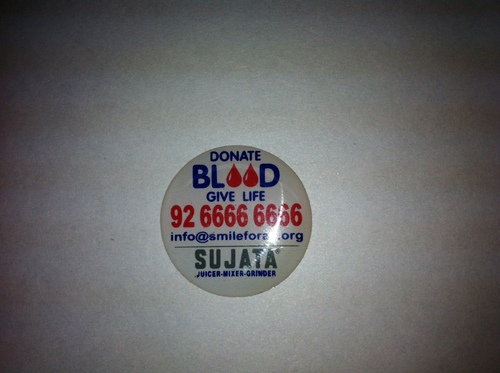 DONATE
BLOOD
GIVE LIFE
92 6666 6666
SUJATA
JUICER-MIXER-GRINDER